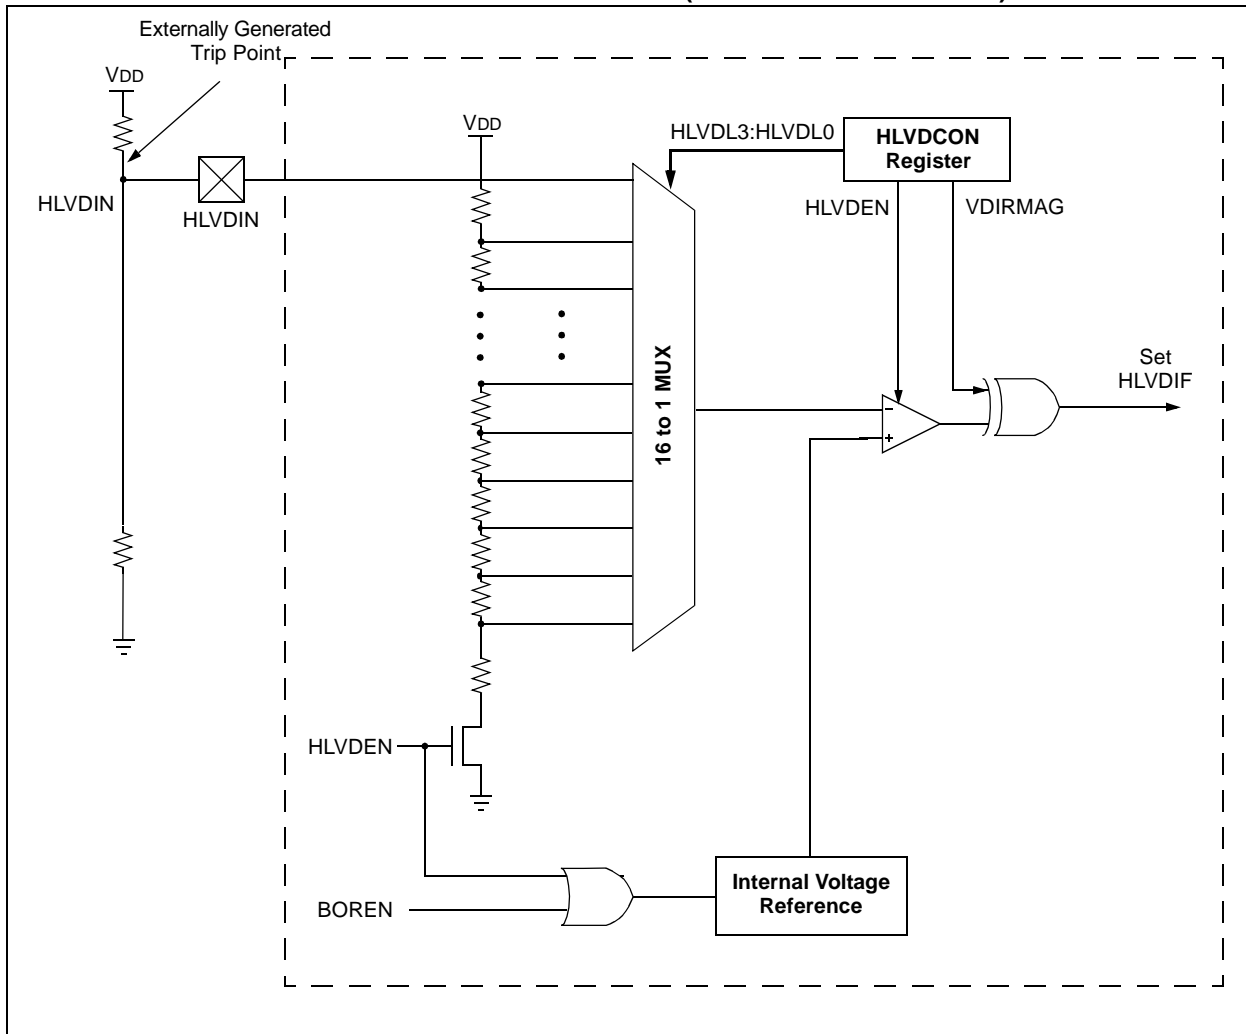 Externally Generated
Trip Point
VDD
VDD
HLVDL3:HLVDL0
HLVDCON
Register
HLVDIN
HLVDIN
HLVDEN
VDIRMAG
16 to 1 MUX
Set
HLVDIF
–
+
HLVDEN
BOREN
Internal Voltage
Reference